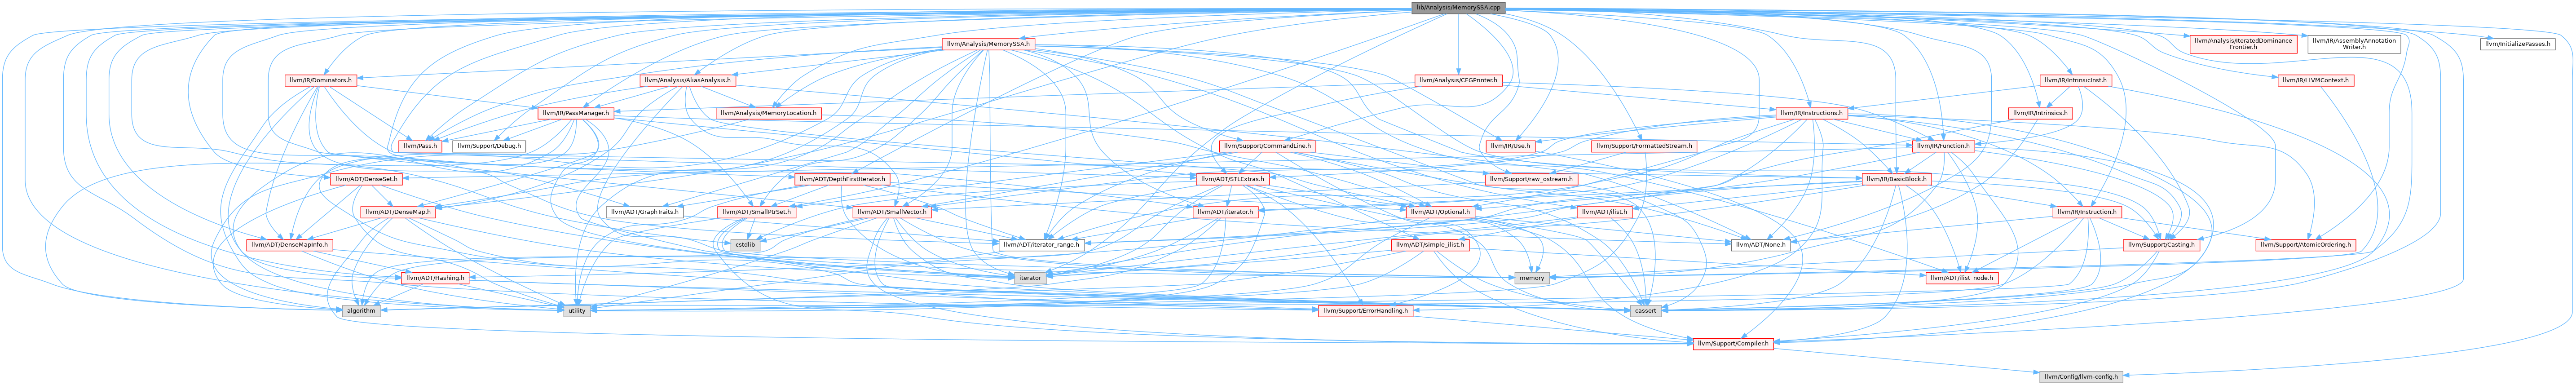 lib/Analysis/MemorySSA.cpp
llvm/Analysis/MemorySSA.h
llvm/Analysis/IteratedDominance
Frontier.h
llvm/IR/AssemblyAnnotation
Writer.h
llvm/InitializePasses.h
llvm/IR/Dominators.h
llvm/Analysis/AliasAnalysis.h
llvm/Analysis/CFGPrinter.h
llvm/IR/IntrinsicInst.h
llvm/IR/LLVMContext.h
llvm/IR/PassManager.h
llvm/Analysis/MemoryLocation.h
llvm/IR/Instructions.h
llvm/IR/Intrinsics.h
llvm/Pass.h
llvm/Support/Debug.h
llvm/Support/CommandLine.h
llvm/IR/Use.h
llvm/Support/FormattedStream.h
llvm/IR/Function.h
llvm/ADT/DenseSet.h
llvm/ADT/DepthFirstIterator.h
llvm/ADT/STLExtras.h
llvm/Support/raw_ostream.h
llvm/IR/BasicBlock.h
llvm/ADT/DenseMap.h
llvm/ADT/GraphTraits.h
llvm/ADT/SmallPtrSet.h
llvm/ADT/SmallVector.h
llvm/ADT/iterator.h
llvm/ADT/Optional.h
llvm/ADT/ilist.h
llvm/IR/Instruction.h
llvm/ADT/DenseMapInfo.h
cstdlib
llvm/ADT/iterator_range.h
llvm/ADT/simple_ilist.h
llvm/ADT/None.h
llvm/Support/Casting.h
llvm/Support/AtomicOrdering.h
llvm/ADT/Hashing.h
iterator
memory
llvm/ADT/ilist_node.h
algorithm
utility
llvm/Support/ErrorHandling.h
cassert
llvm/Support/Compiler.h
llvm/Config/llvm-config.h